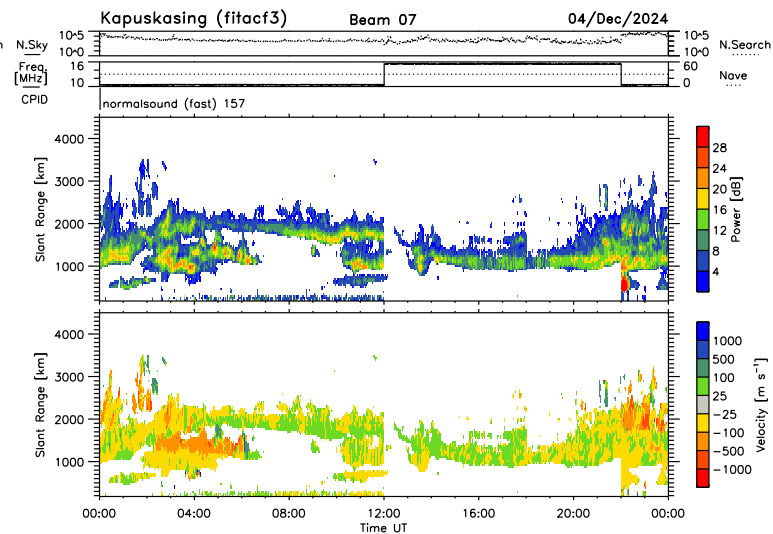 Kapuskasing (fitacf3) Beam 07 04/Dec/2024
n N.Sky 10^5 10^0 10^5 10^0 N.Search
Freq. [MHz] 16 10 60 0 Nave
CPID normalsound (fast) 157
Slant Range [km] 4000 3000 2000 1000
28 24 20 16 12 8 4 Power [dB]
Slant Range [km] 4000 3000 2000 1000
1000 500 100 25 −25 −100 −500 −1000 Velocity [m s⁻¹]
00:00 04:00 08:00 12:00 16:00 20:00 00:00
Time UT